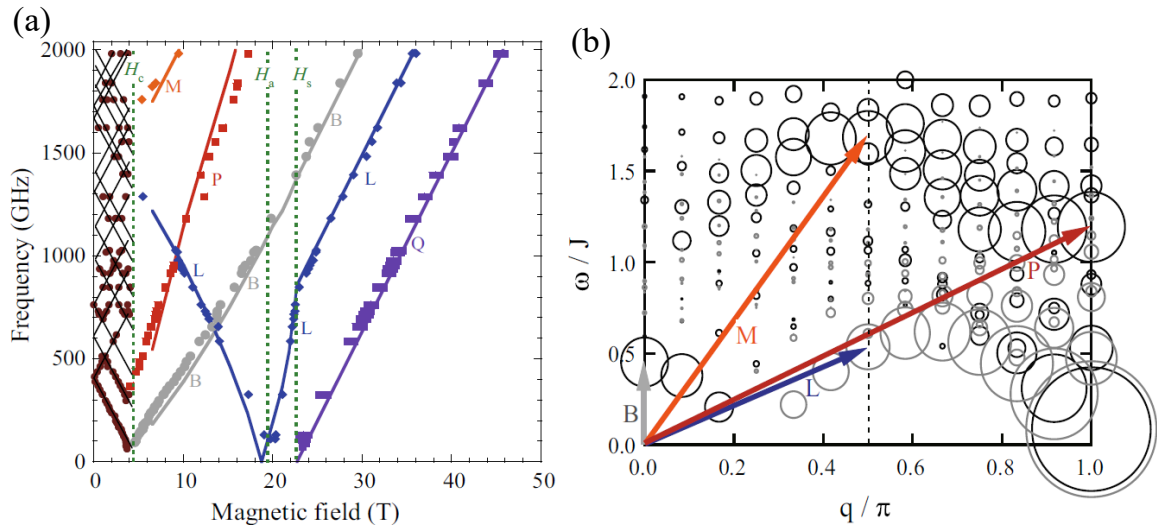 (a)
2000
1500
1000
500
0
Frequency (GHz)
0 10 20 30 40 50
Magnetic field (T)
Hc
Ha
Hs
M
P
B
L
L
Q
B
L
(b)
2.0
1.5
1.0
0.5
0.0
ω / J
0.0 0.2 0.4 0.6 0.8 1.0
q / π
P
M
L
B